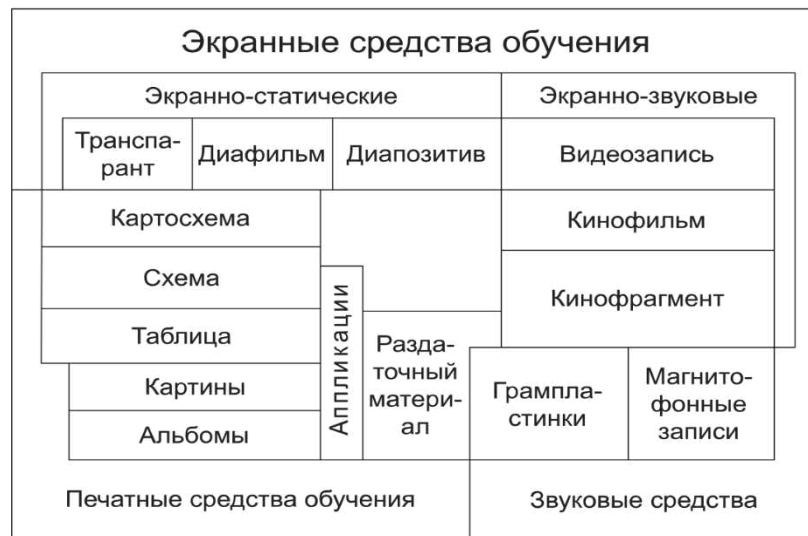 Экранные средства обучения
Экранно-статические
Экранно-звуковые
Транспа-
рант
Диафильм
Диапозитив
Видеозапись
Картосхема
Кинофильм
Схема
Кинофрагмент
Таблица
Аппликации
Разда-
точный
матери-
ал
Картины
Альбомы
Грампла-
стинки
Магнито-
фонные
записи
Печатные средства обучения
Звуковые средства